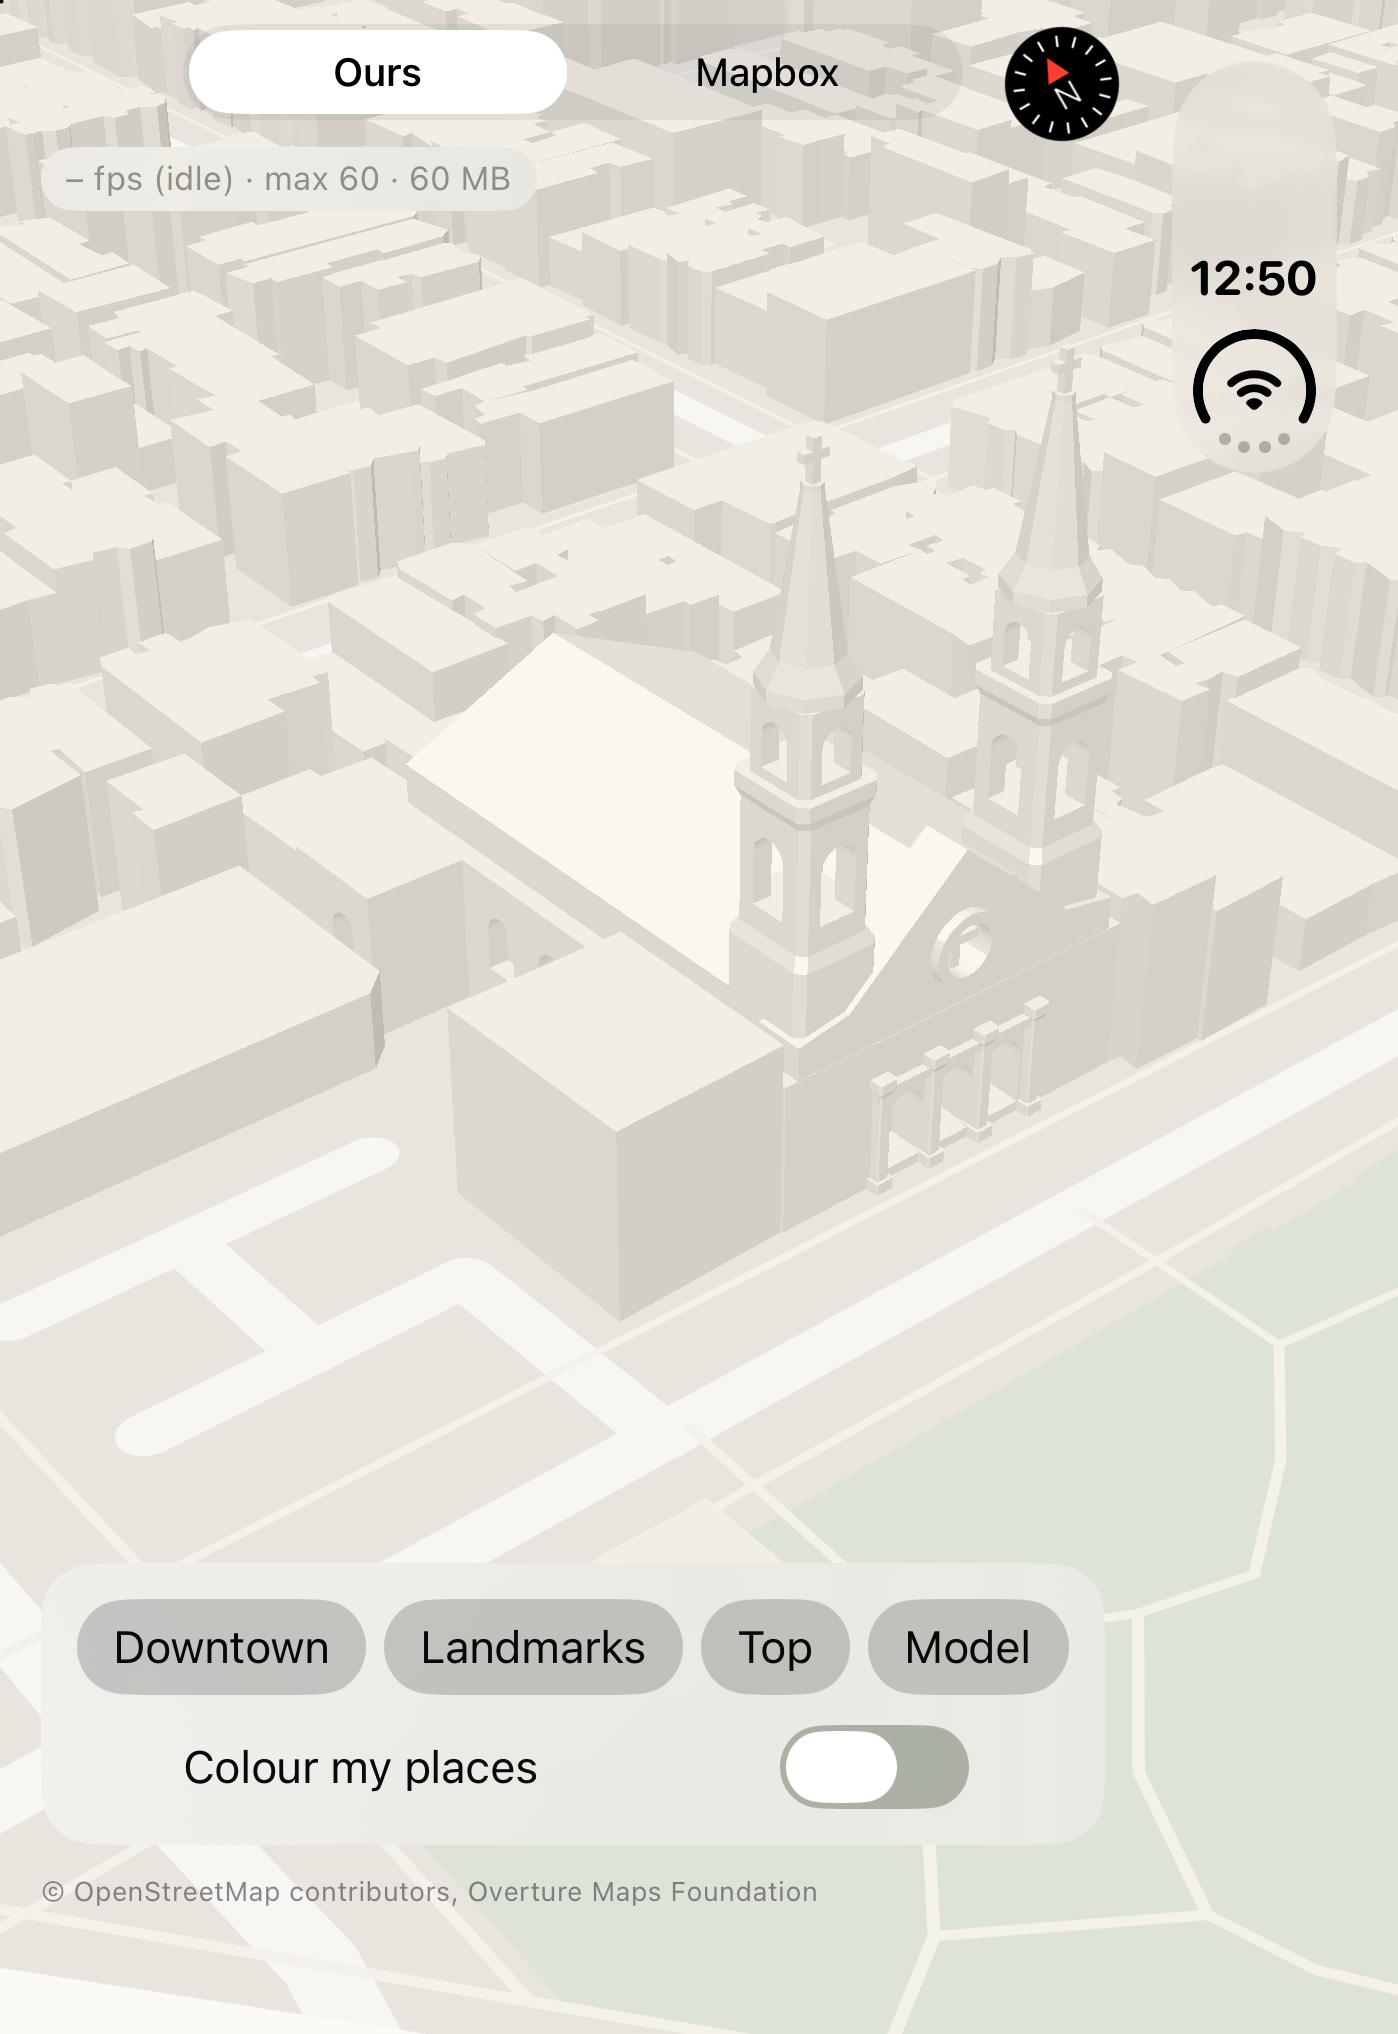 Ours
Mapbox
N
– fps (idle) · max 60 · 60 MB
12:50
Downtown
Landmarks
Top
Model
Colour my places
© OpenStreetMap contributors, Overture Maps Foundation